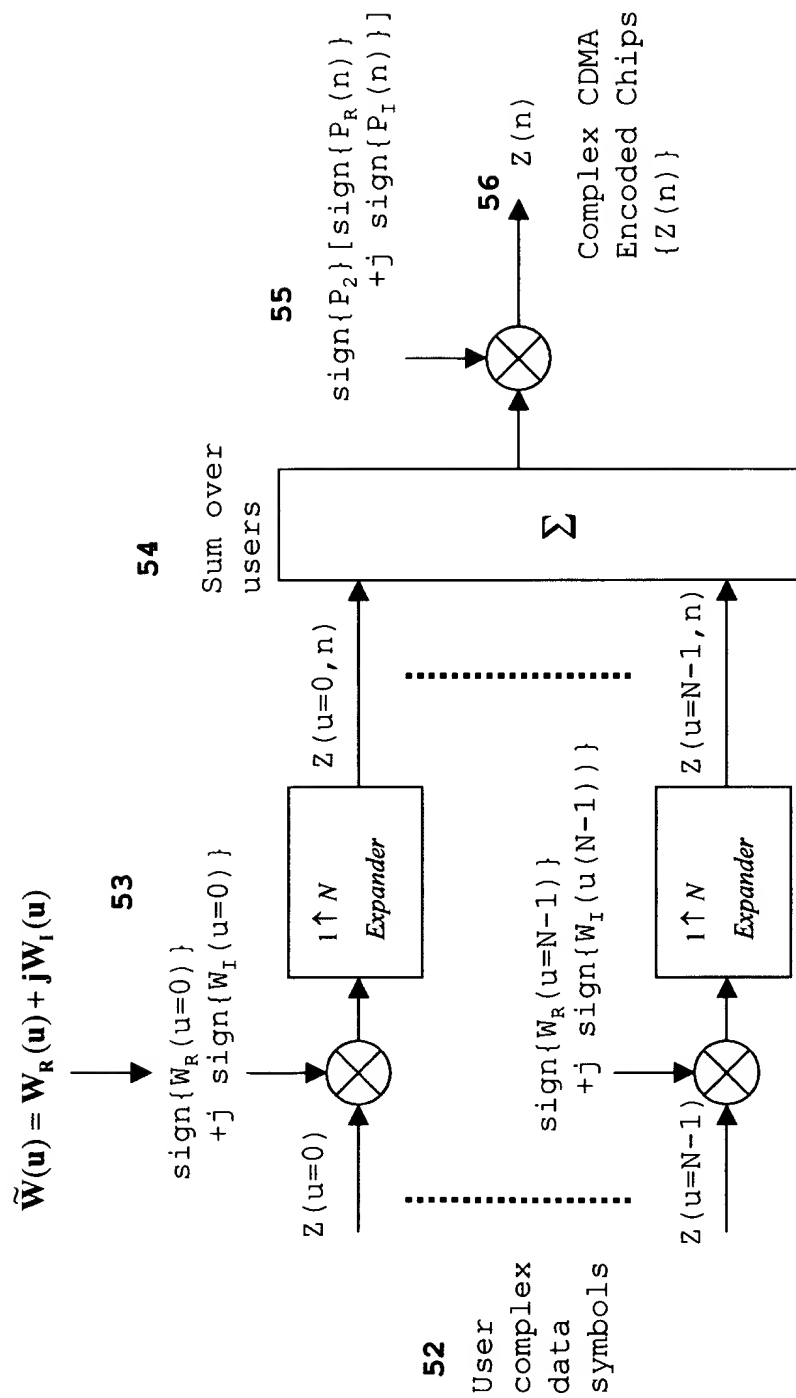 W̃(u) = W_R(u) + jW_I(u)
53
sign{W_R(u=0)}
+j sign{W_I(u=0)}
52
User
complex
data
symbols
Z(u=0)
1↑N
Expander
Z(u=0,n)
sign{W_R(u=N-1)}
+j sign{W_I(u(N-1))}
Z(u=N-1)
1↑N
Expander
Z(u=N-1,n)
54
Sum over
users
Σ
55
sign{P_2}[sign{P_R(n)}
+j sign{P_I(n)}]
56
Z(n)
Complex CDMA
Encoded Chips
{Z(n)}